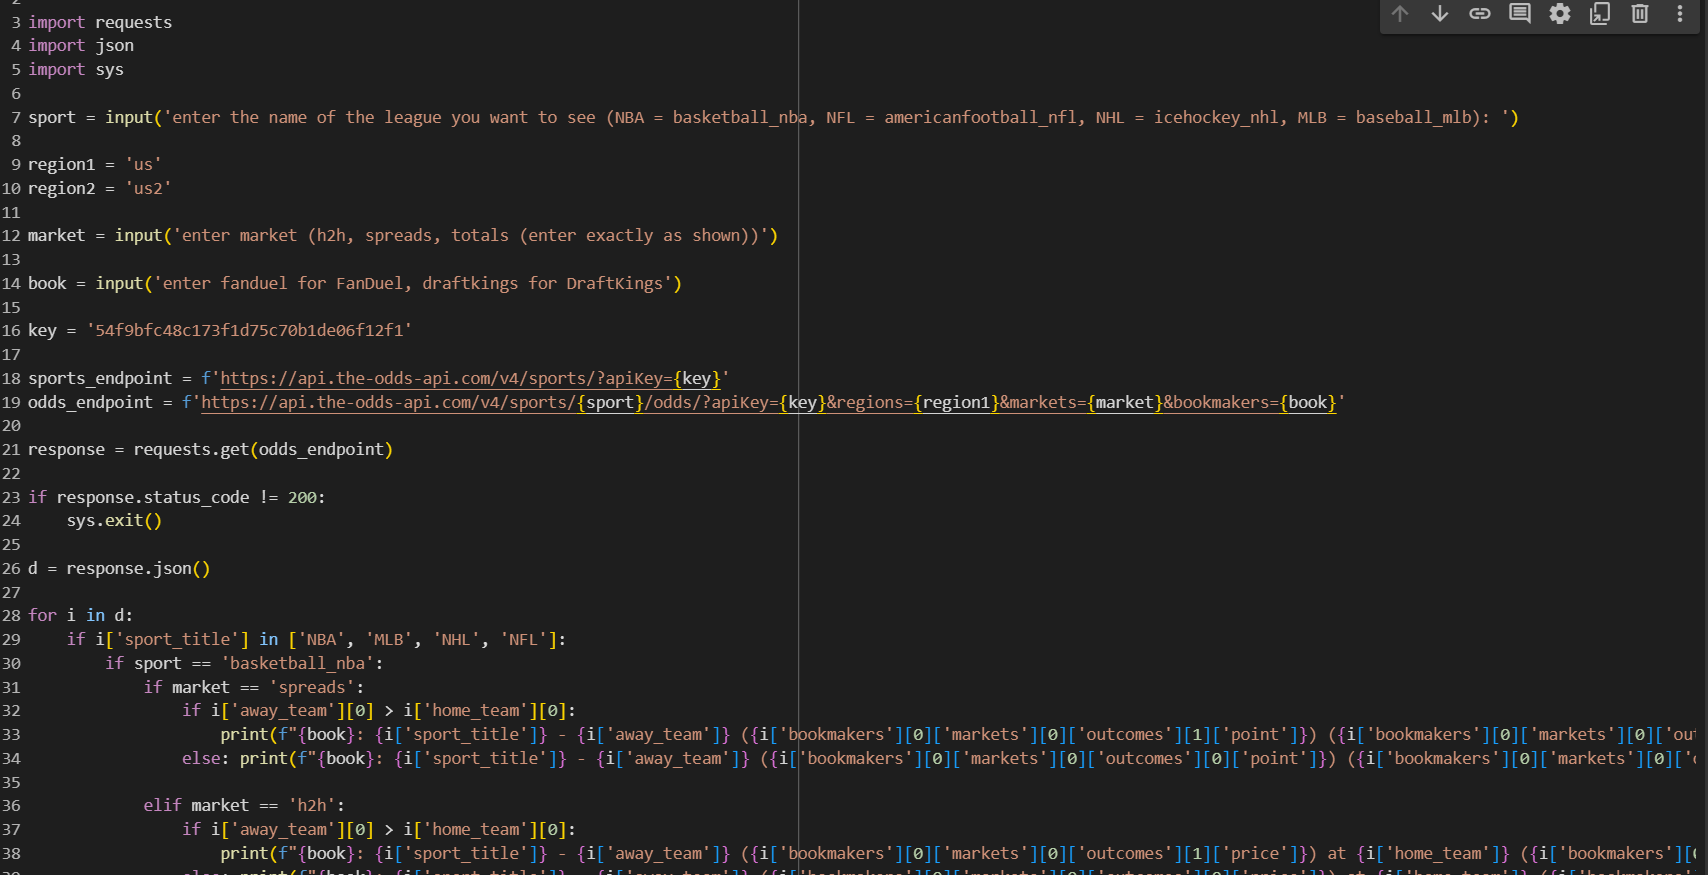 2
3 import requests
4 import json
5 import sys
6
7 sport = input('enter the name of the league you want to see (NBA = basketball_nba, NFL = americanfootball_nfl, NHL = icehockey_nhl, MLB = baseball_mlb): ')
8
9 region1 = 'us'
10 region2 = 'us2'
11
12 market = input('enter market (h2h, spreads, totals (enter exactly as shown))')
13
14 book = input('enter fanduel for FanDuel, draftkings for DraftKings')
15
16 key = '54f9bfc48c173f1d75c70b1de06f12f1'
17
18 sports_endpoint = f'https://api.the-odds-api.com/v4/sports/?apiKey={key}'
19 odds_endpoint = f'https://api.the-odds-api.com/v4/sports/{sport}/odds/?apiKey={key}&regions={region1}&markets={market}&bookmakers={book}'
20
21 response = requests.get(odds_endpoint)
22
23 if response.status_code != 200:
24     sys.exit()
25
26 d = response.json()
27
28 for i in d:
29     if i['sport_title'] in ['NBA', 'MLB', 'NHL', 'NFL']:
30         if sport == 'basketball_nba':
31             if market == 'spreads':
32                 if i['away_team'][0] > i['home_team'][0]:
33                     print(f"{book}: {i['sport_title']} - {i['away_team']} ({i['bookmakers'][0]['markets'][0]['outcomes'][1]['point']}) ({i['bookmakers'][0]['markets'][0]['out
34                 else: print(f"{book}: {i['sport_title']} - {i['away_team']} ({i['bookmakers'][0]['markets'][0]['outcomes'][0]['point']}) ({i['bookmakers'][0]['markets'][0]['
35
36             elif market == 'h2h':
37                 if i['away_team'][0] > i['home_team'][0]:
38                     print(f"{book}: {i['sport_title']} - {i['away_team']} ({i['bookmakers'][0]['markets'][0]['outcomes'][1]['price']}) at {i['home_team']} ({i['bookmakers'][